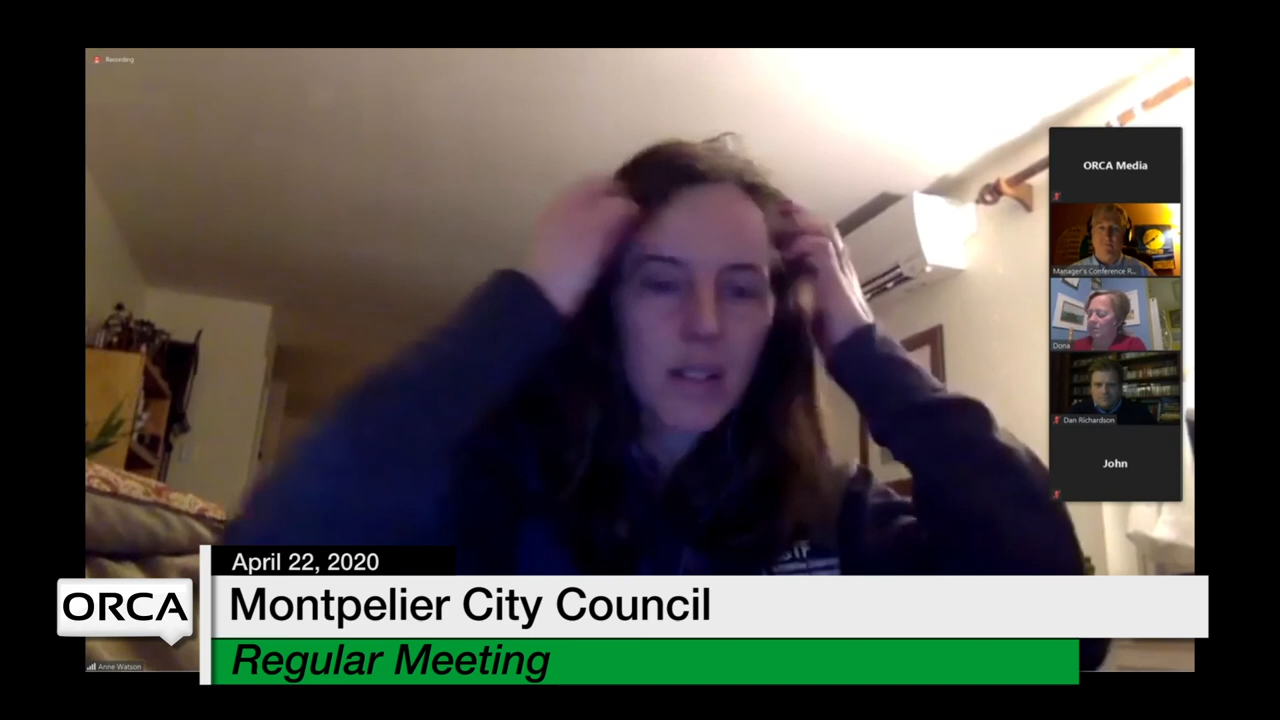 Recording
ORCA Media
Manager's Conference R...
Dona
Dan Richardson
John
April 22, 2020
Montpelier City Council
ORCA
Regular Meeting
Anne Watson